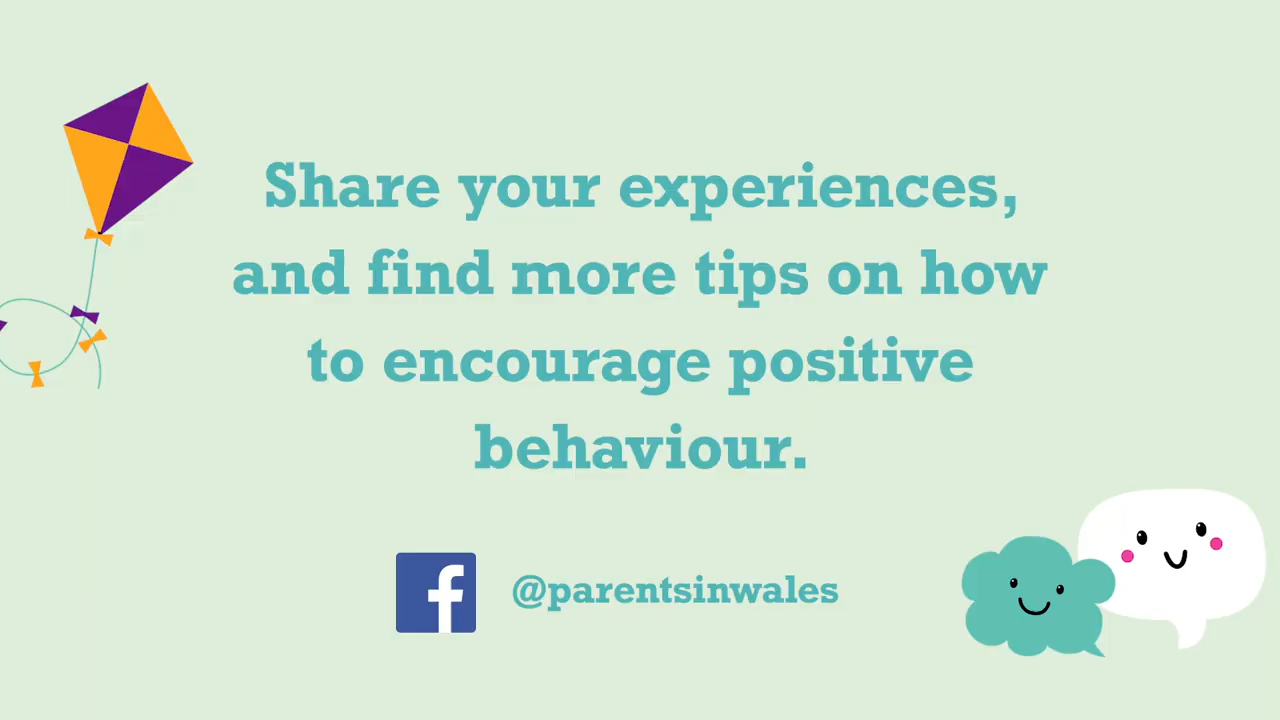 Share your experiences,
and find more tips on how
to encourage positive
behaviour.
@parentsinwales